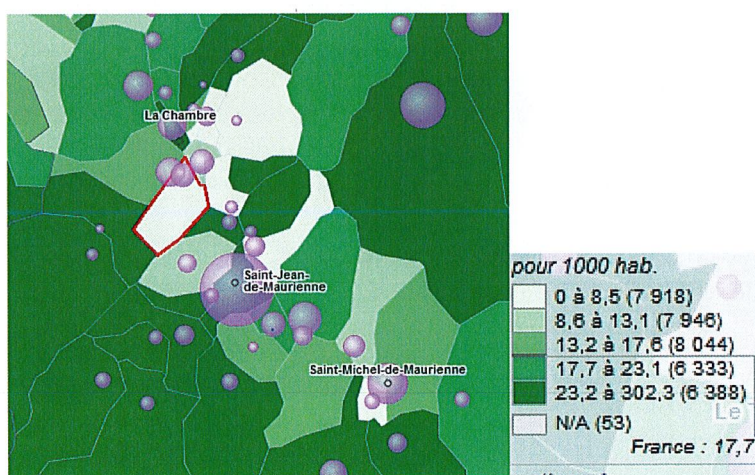 La Chambre
Saint-Jean-
de-Maurienne
Saint-Michel-de-Maurienne
pour 1000 hab.
0 à 8,5 (7 918)
8,6 à 13,1 (7 946)
13,2 à 17,6 (8 044)
17,7 à 23,1 (6 333)
23,2 à 302,3 (6 388)
Le
N/A (53)
France : 17,7